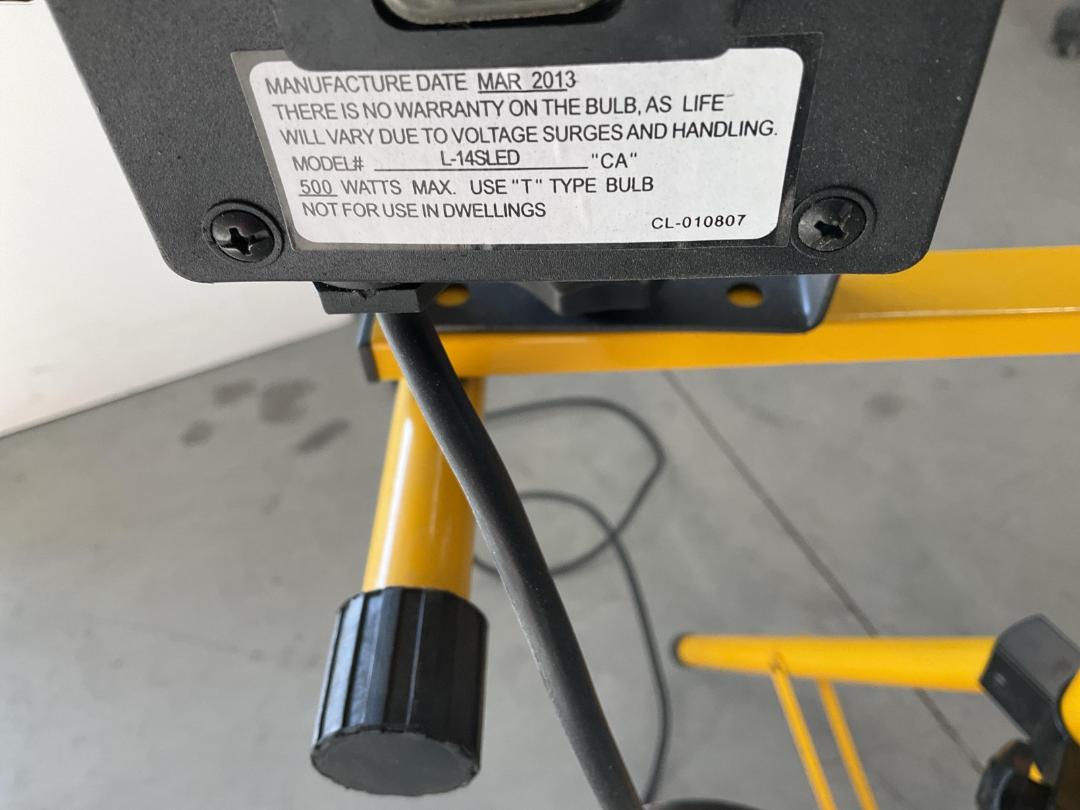 MANUFACTURE DATE MAR 2013
THERE IS NO WARRANTY ON THE BULB, AS LIFE
WILL VARY DUE TO VOLTAGE SURGES AND HANDLING.
MODEL# L-14SLED "CA"
500 WATTS MAX. USE "T" TYPE BULB
NOT FOR USE IN DWELLINGS
CL-010807